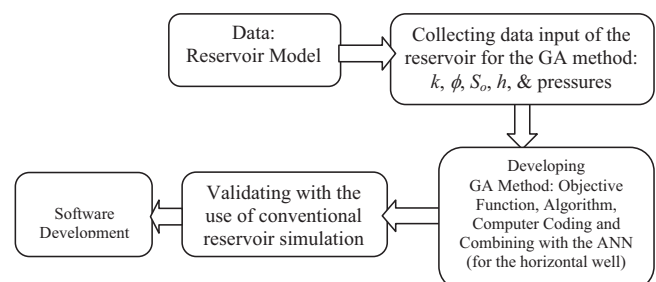 Data:
Reservoir Model
Collecting data input of the
reservoir for the GA method:
k, ϕ, Sₒ, h, & pressures
Developing
GA Method: Objective
Function, Algorithm,
Computer Coding and
Combining with the ANN
(for the horizontal well)
Validating with the
use of conventional
reservoir simulation
Software
Development